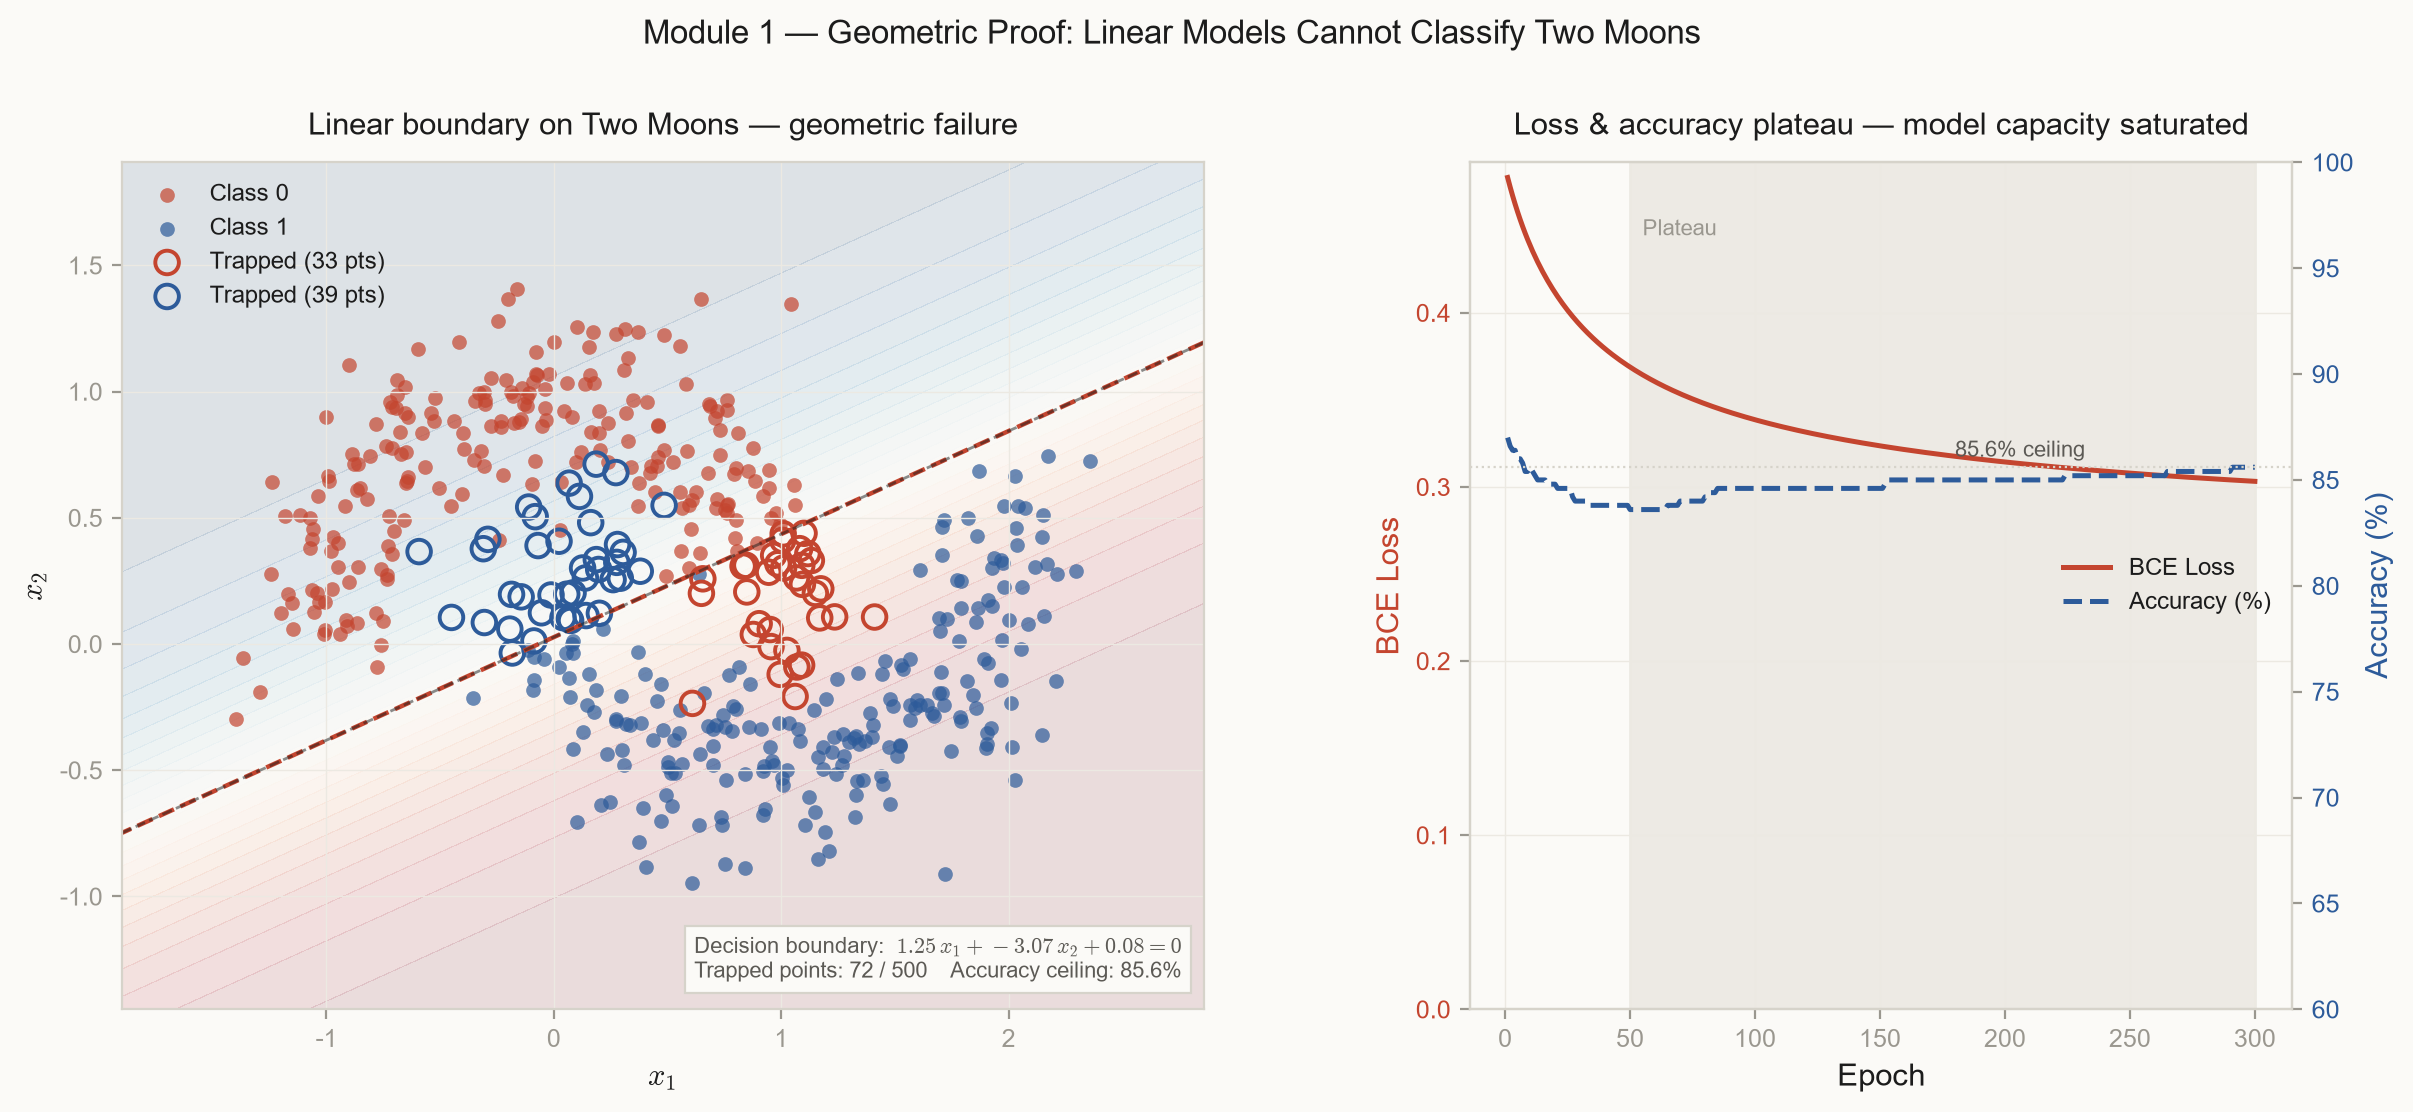 Module 1 — Geometric Proof: Linear Models Cannot Classify Two Moons
Linear boundary on Two Moons — geometric failure
Class 0
Class 1
Trapped (33 pts)
Trapped (39 pts)
1.5
1.0
0.5
0.0
-0.5
-1.0
x₂
Decision boundary: 1.25 x₁ + − 3.07 x₂ + 0.08 = 0
Trapped points: 72 / 500 Accuracy ceiling: 85.6%
-1 0 1 2
x₁
Loss & accuracy plateau — model capacity saturated
Plateau
85.6% ceiling
BCE Loss
Accuracy (%)
0.4
0.3
0.2
0.1
0.0
BCE Loss
100
95
90
85
80
75
70
65
60
Accuracy (%)
0 50 100 150 200 250 300
Epoch